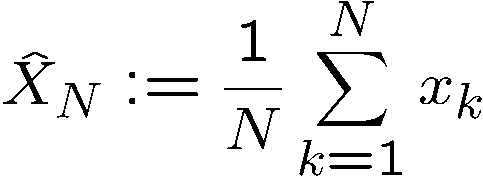 $\hat{X}_N := \frac{1}{N} \sum_{k=1}^{N} x_k$